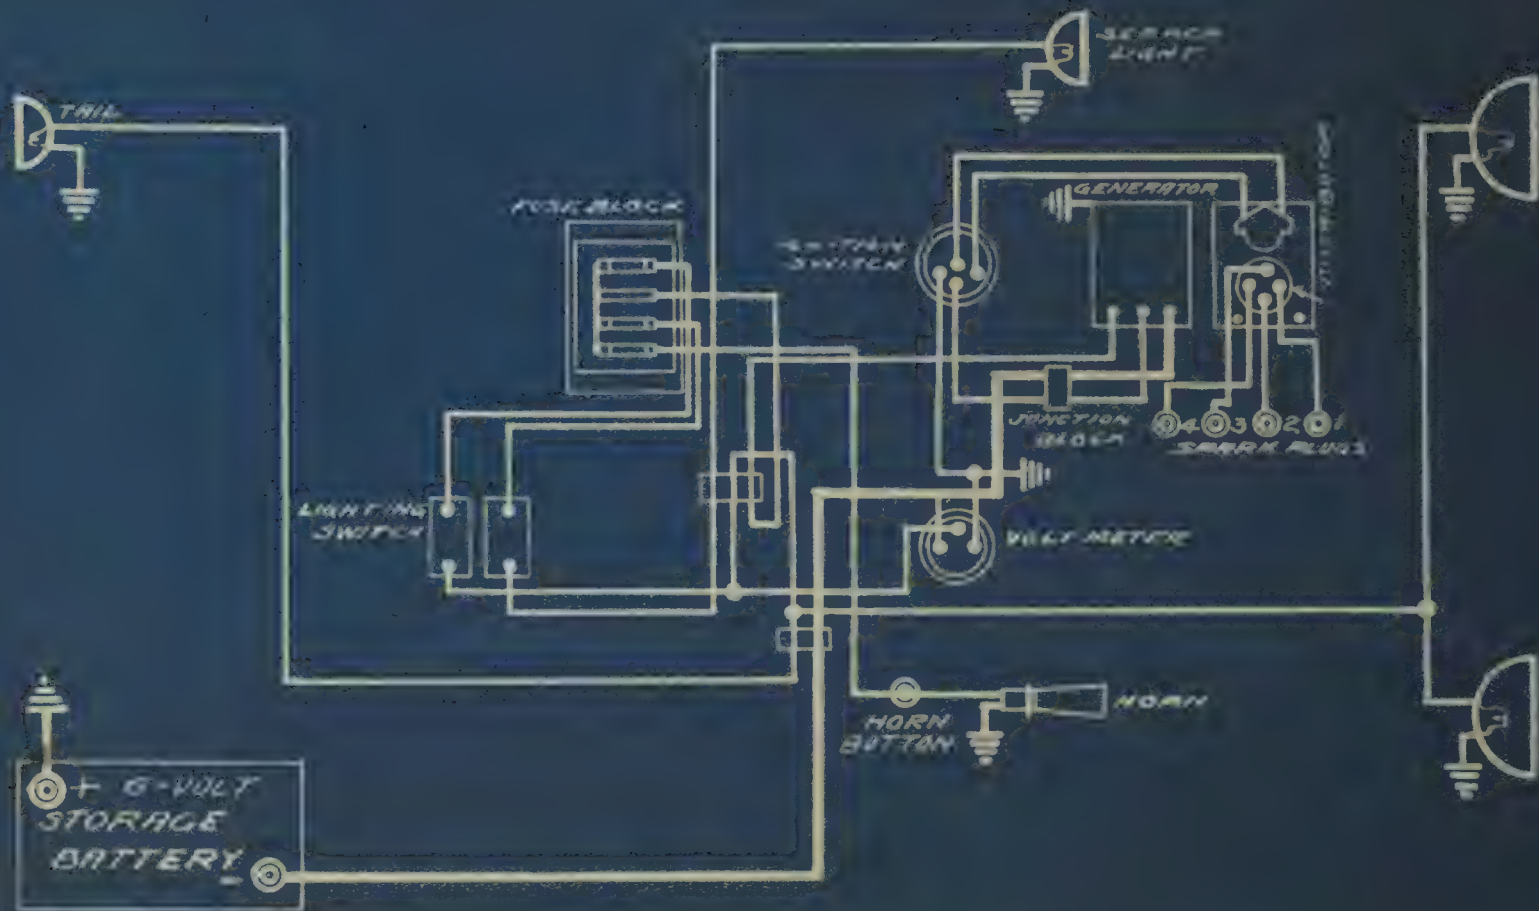 SEARCH
LIGHT
TAIL
GENERATOR
FUSE BLOCK
IGNITION
SWITCH
DISTRIBUTOR
JUNCTION
BLOCK
4 3 2 1
SPARK PLUGS
LIGHTING
SWITCH
VOLT-METER
HORN
HORN
BUTTON
+ 6-VOLT
STORAGE
BATTERY
-